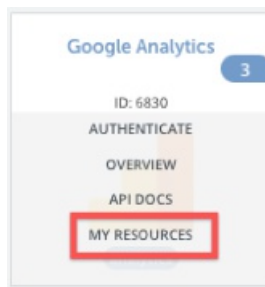 Google Analytics
3
ID: 6830
AUTHENTICATE
OVERVIEW
API DOCS
MY RESOURCES